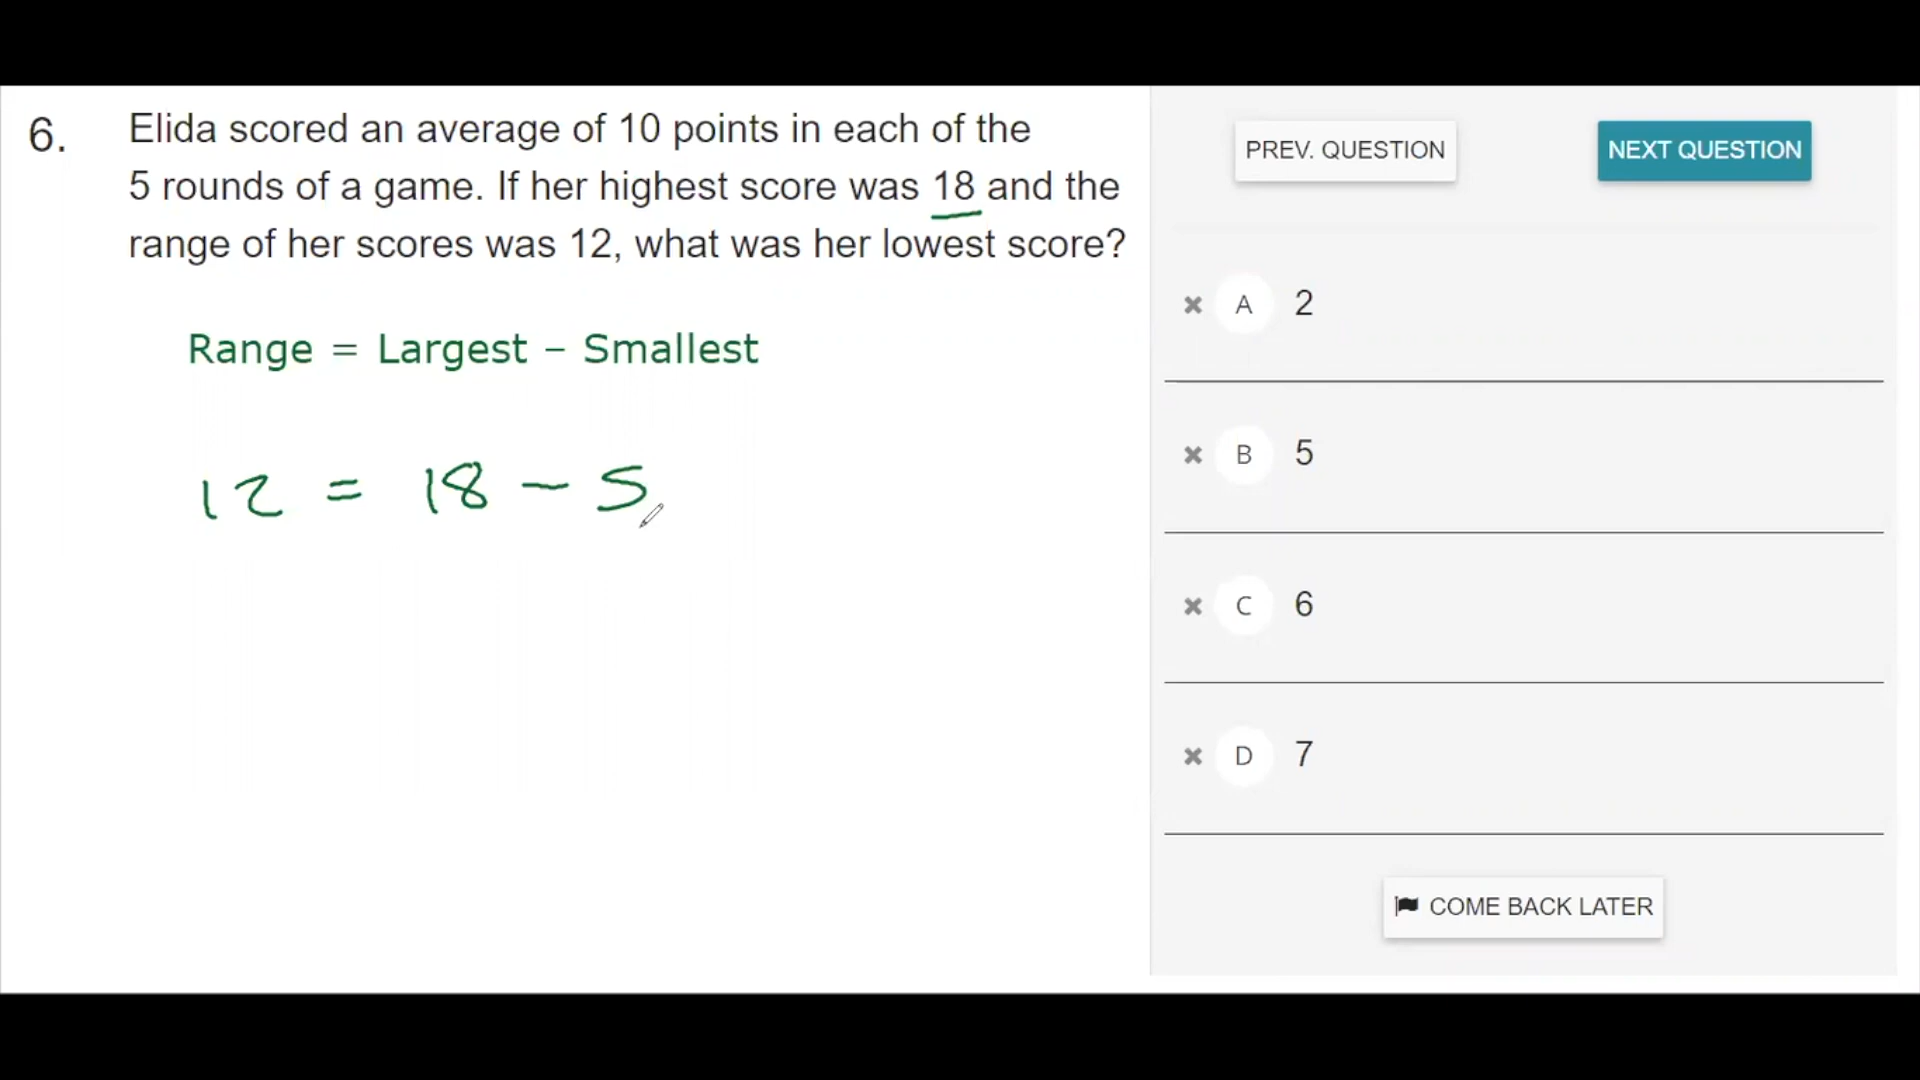 6. Elida scored an average of 10 points in each of the
5 rounds of a game. If her highest score was 18 and the
range of her scores was 12, what was her lowest score?
Range = Largest – Smallest
12 = 18 – S
PREV. QUESTION
NEXT QUESTION
A 2
B 5
C 6
D 7
COME BACK LATER